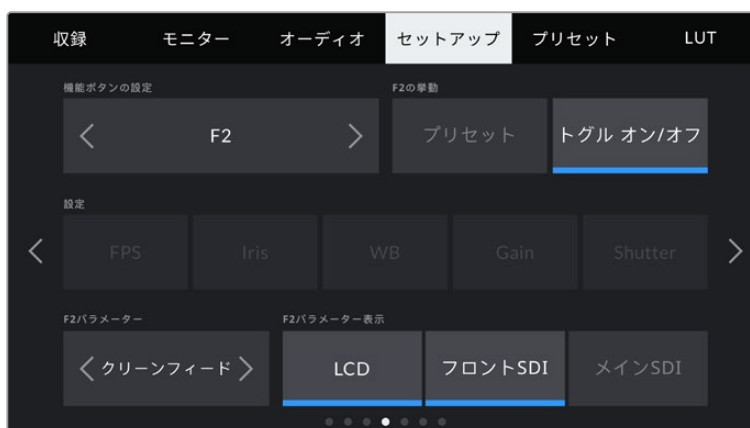 収録 モニター オーディオ セットアップ プリセット LUT
機能ボタンの設定 F2の挙動
F2 プリセット トグル オン/オフ
設定
FPS Iris WB Gain Shutter
F2パラメーター F2パラメーター表示
クリーンフィード LCD フロントSDI メインSDI